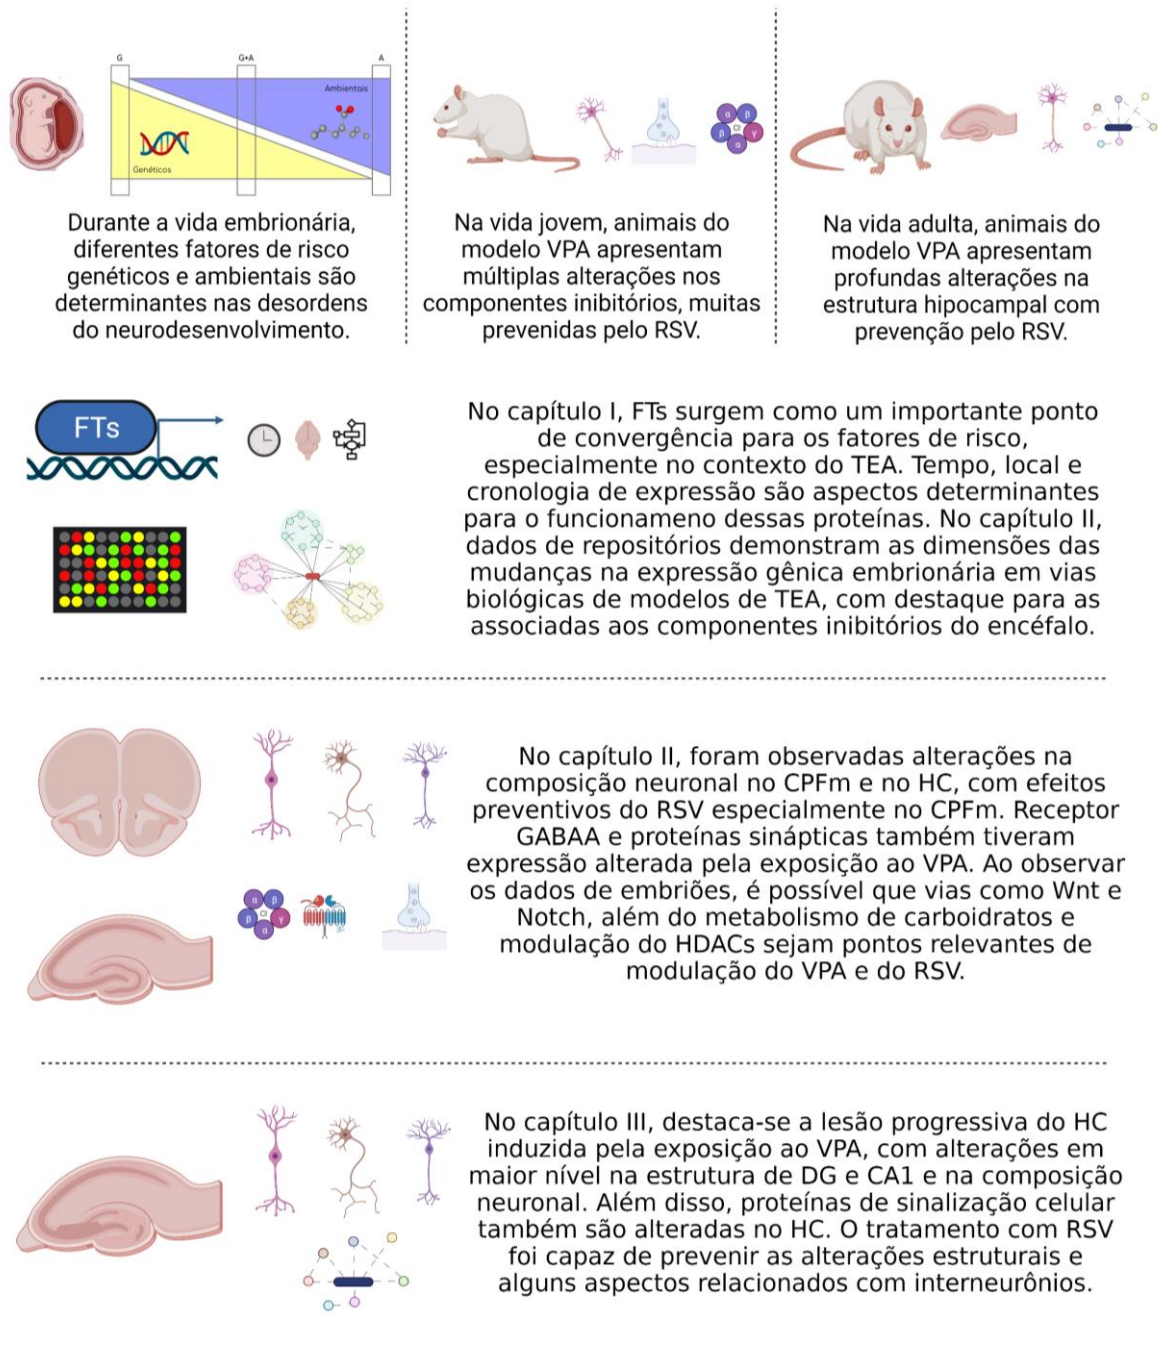 G
G+A
A
Ambientais
Genéticos
α
β
β
Cl-
γ
α
Durante a vida embrionária,
diferentes fatores de risco
genéticos e ambientais são
determinantes nas desordens
do neurodesenvolvimento.
Na vida jovem, animais do
modelo VPA apresentam
múltiplas alterações nos
componentes inibitórios, muitas
prevenidas pelo RSV.
Na vida adulta, animais do
modelo VPA apresentam
profundas alterações na
estrutura hipocampal com
prevenção pelo RSV.
FTs
No capítulo I, FTs surgem como um importante ponto
de convergência para os fatores de risco,
especialmente no contexto do TEA. Tempo, local e
cronologia de expressão são aspectos determinantes
para o funcionameno dessas proteínas. No capítulo II,
dados de repositórios demonstram as dimensões das
mudanças na expressão gênica embrionária em vias
biológicas de modelos de TEA, com destaque para as
associadas aos componentes inibitórios do encéfalo.
α
β
β
Cl-
γ
α
No capítulo II, foram observadas alterações na
composição neuronal no CPFm e no HC, com efeitos
preventivos do RSV especialmente no CPFm. Receptor
GABAA e proteínas sinápticas também tiveram
expressão alterada pela exposição ao VPA. Ao observar
os dados de embriões, é possível que vias como Wnt e
Notch, além do metabolismo de carboidratos e
modulação do HDACs sejam pontos relevantes de
modulação do VPA e do RSV.
No capítulo III, destaca-se a lesão progressiva do HC
induzida pela exposição ao VPA, com alterações em
maior nível na estrutura de DG e CA1 e na composição
neuronal. Além disso, proteínas de sinalização celular
também são alteradas no HC. O tratamento com RSV
foi capaz de prevenir as alterações estruturais e
alguns aspectos relacionados com interneurônios.